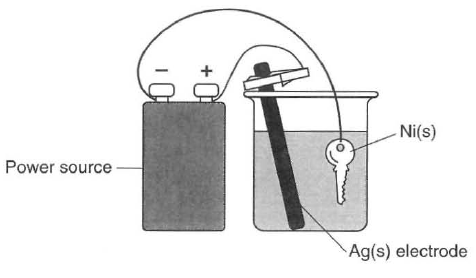 − +
Ni(s)
Power source
Ag(s) electrode